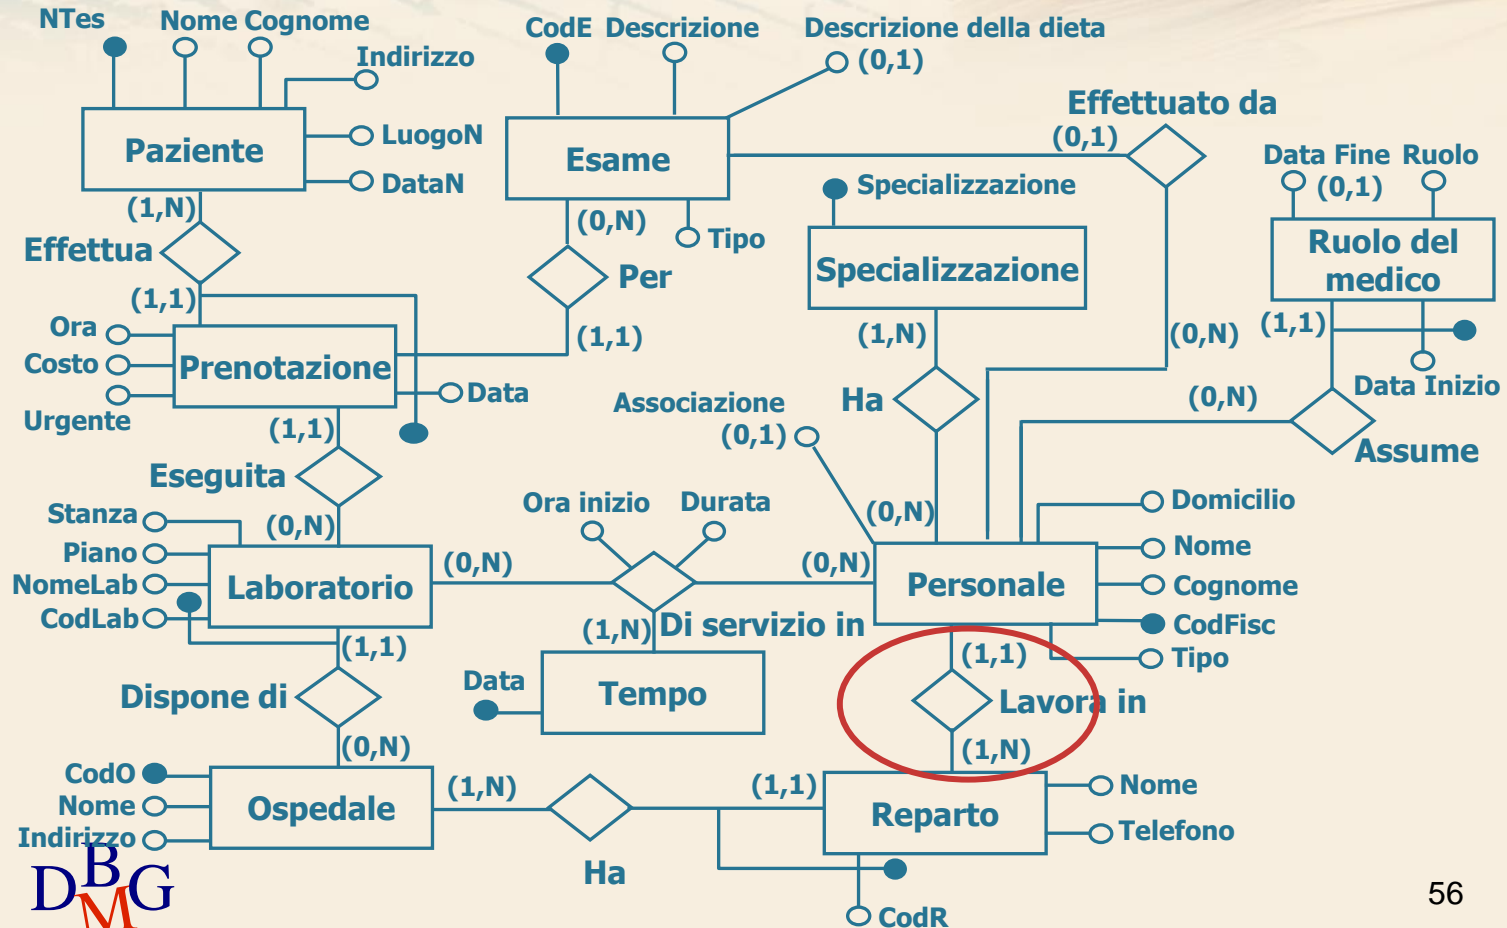 NTes
Nome Cognome
Indirizzo
Paziente
LuogoN
DataN
(1,N)
Effettua
(1,1)
CodE Descrizione
Descrizione della dieta
(0,1)
Esame
(0,N)
Tipo
Per
(1,1)
Effettuato da
(0,1)
(0,N)
Specializzazione
Specializzazione
(1,N)
Ha
(0,N)
Data Fine Ruolo
(0,1)
Ruolo del
medico
(1,1)
Data Inizio
(0,N)
Assume
Ora
Costo
Urgente
Prenotazione
Data
(1,1)
Eseguita
(0,N)
Associazione
(0,1)
Stanza
Piano
NomeLab
CodLab
Laboratorio
(0,N)
Ora inizio
Durata
(0,N)
Di servizio in
(1,N)
Data
Tempo
Personale
Domicilio
Nome
Cognome
CodFisc
Tipo
(1,1)
Lavora in
(1,N)
(1,1)
Dispone di
(0,N)
CodO
Nome
Indirizzo
Ospedale
(1,N)
Ha
(1,1)
Reparto
Nome
Telefono
CodR
DBMG
56